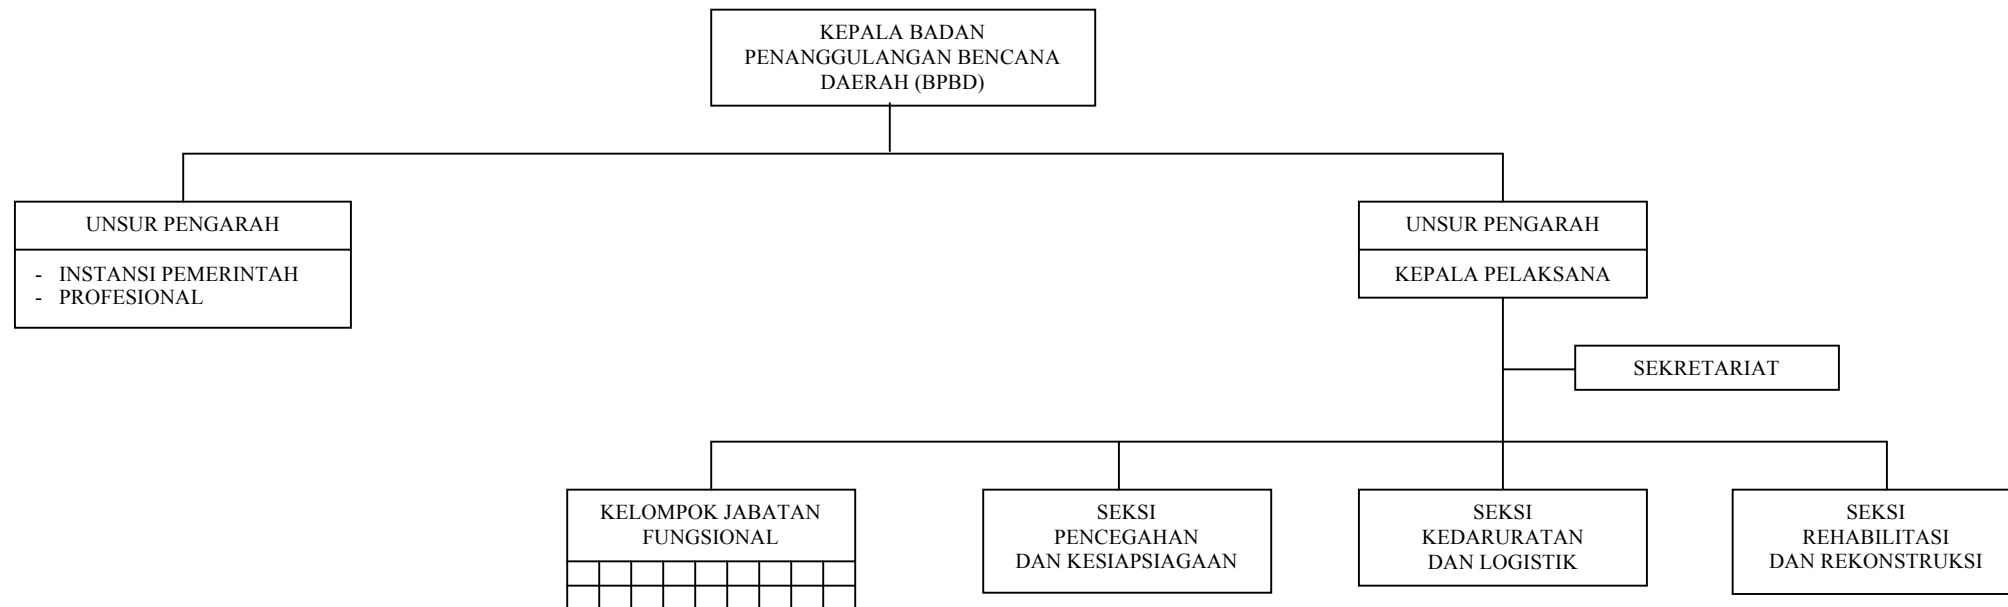 KEPALA BADAN
PENANGGULANGAN BENCANA
DAERAH (BPBD)
UNSUR PENGARAH
- INSTANSI PEMERINTAH
- PROFESIONAL
UNSUR PENGARAH
KEPALA PELAKSANA
SEKRETARIAT
KELOMPOK JABATAN
FUNGSIONAL
SEKSI
PENCEGAHAN
DAN KESIAPSIAGAAN
SEKSI
KEDARURATAN
DAN LOGISTIK
SEKSI
REHABILITASI
DAN REKONSTRUKSI